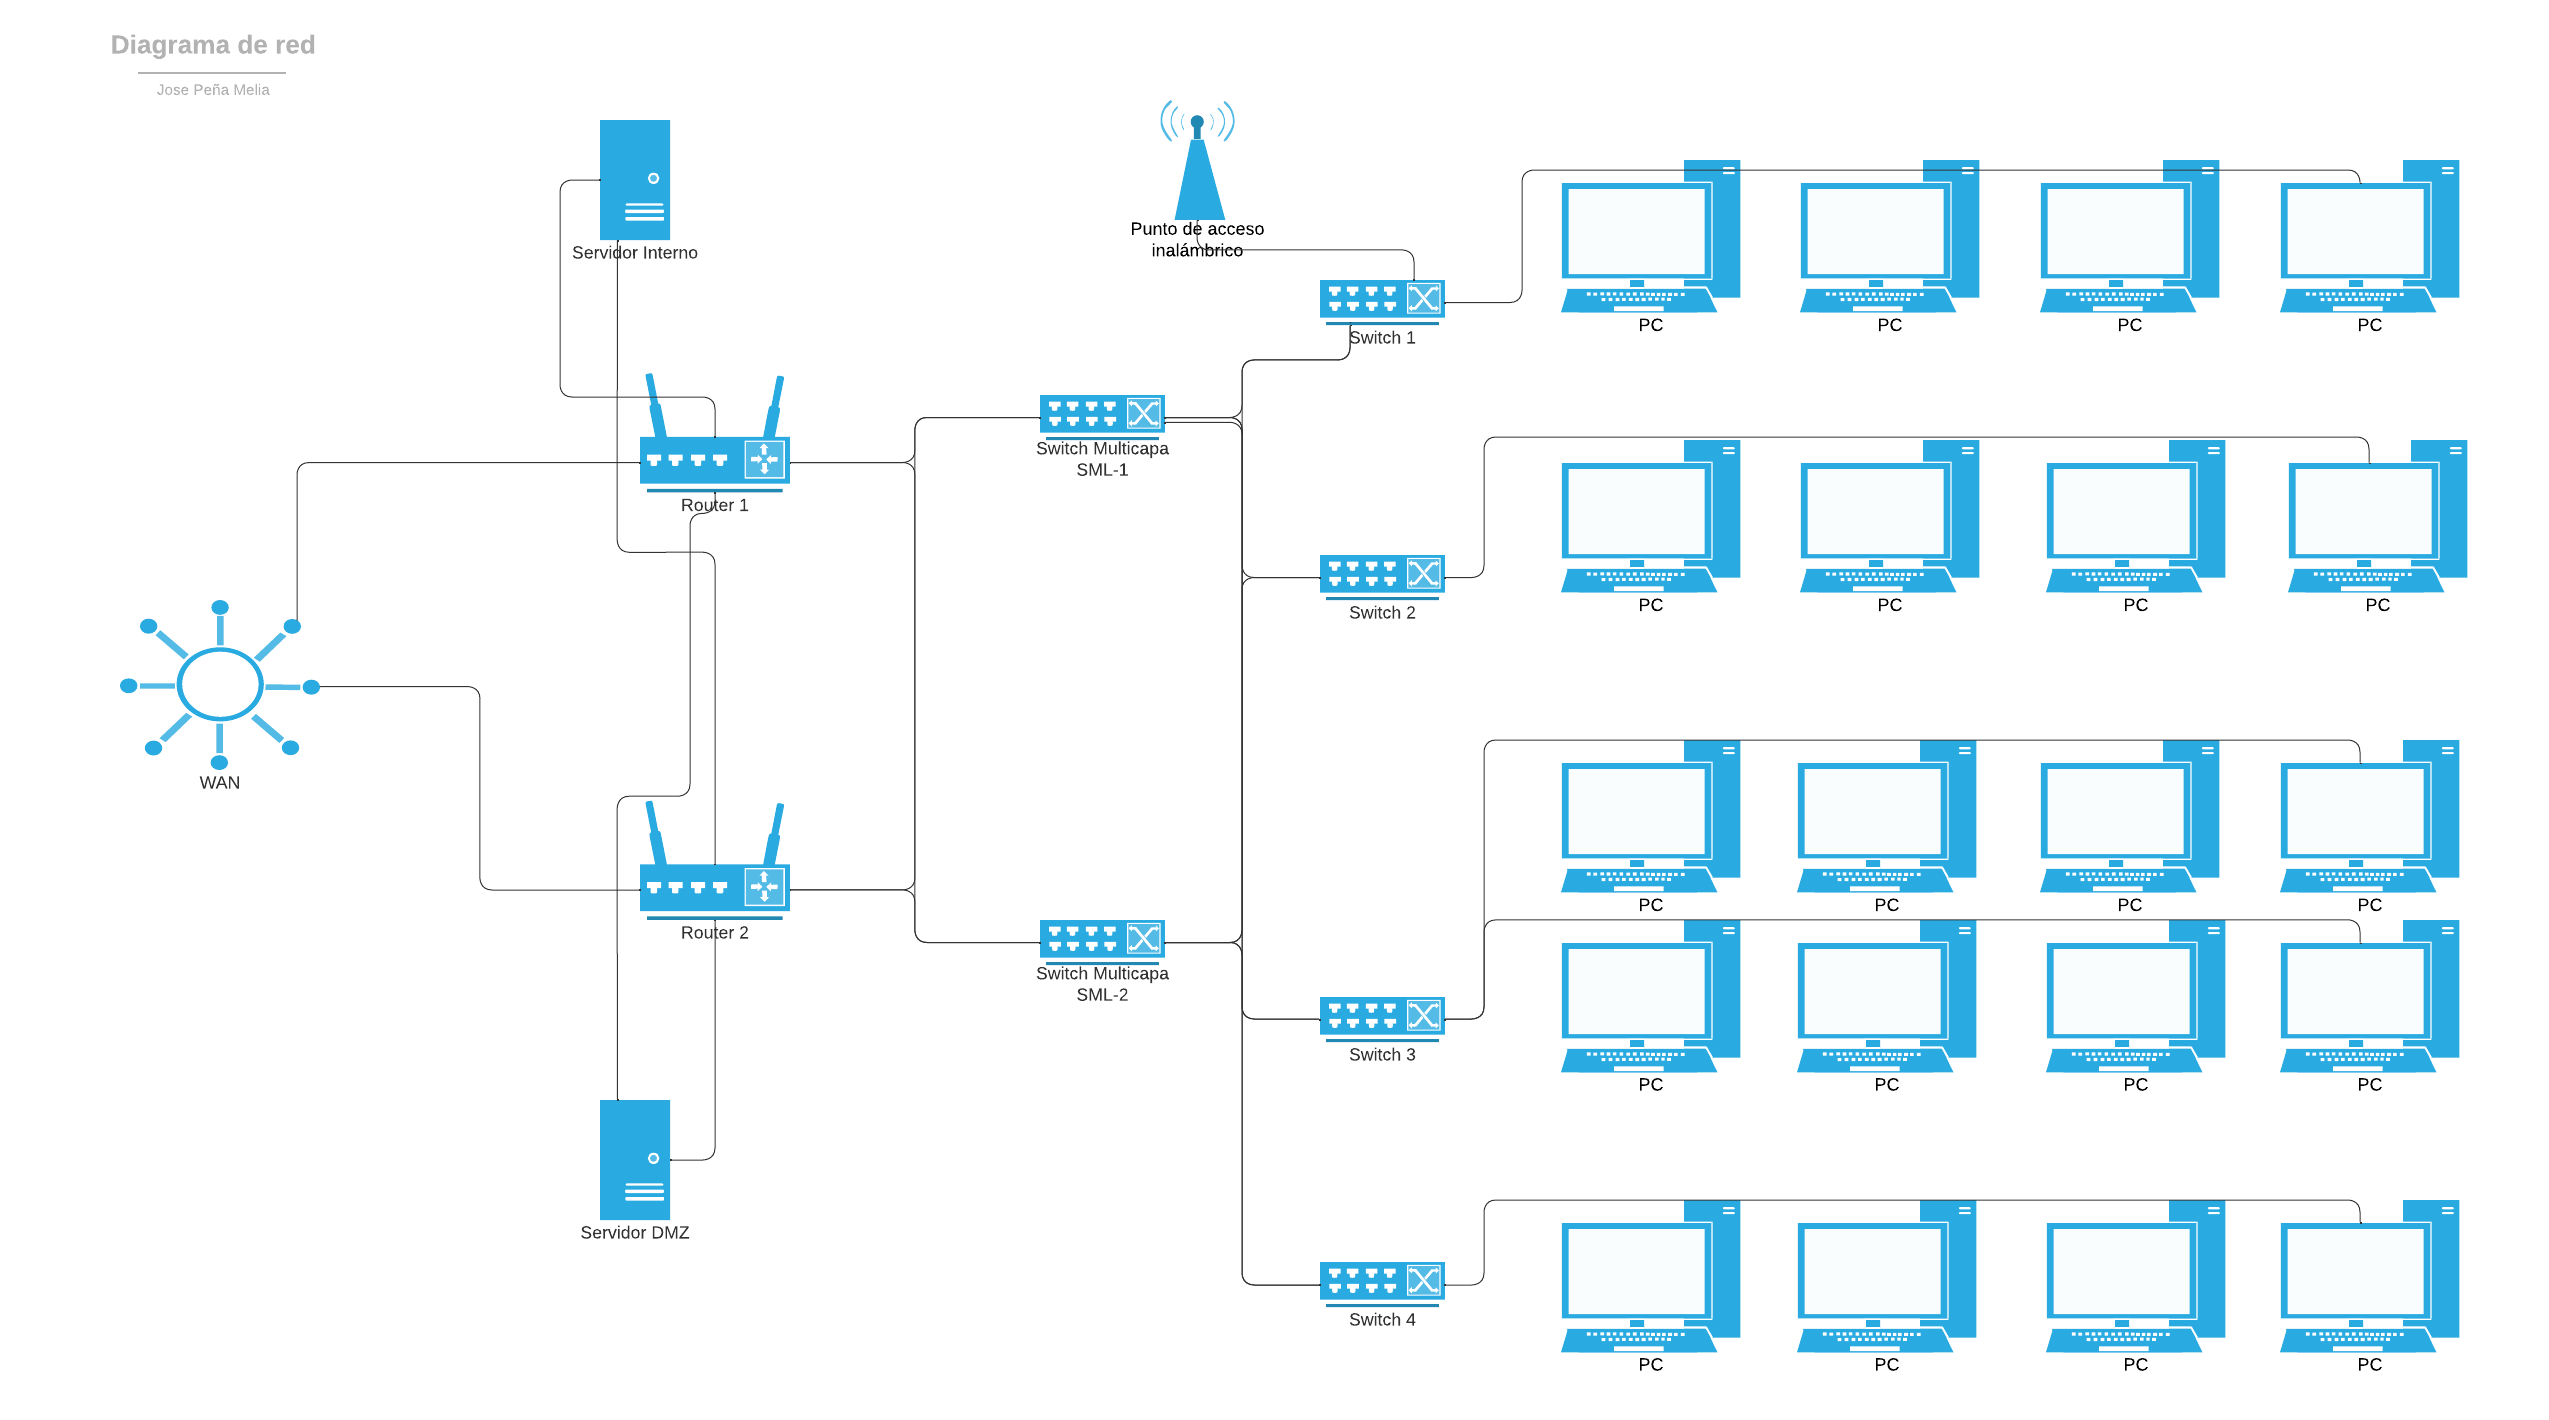 Diagrama de red
Jose Peña Melia
Servidor Interno
Punto de acceso
inalámbrico
Switch 1
PC
PC
PC
PC
Router 1
Switch Multicapa
SML-1
Switch 2
PC
PC
PC
PC
WAN
Router 2
Switch Multicapa
SML-2
PC
PC
PC
PC
Switch 3
PC
PC
PC
PC
Servidor DMZ
Switch 4
PC
PC
PC
PC